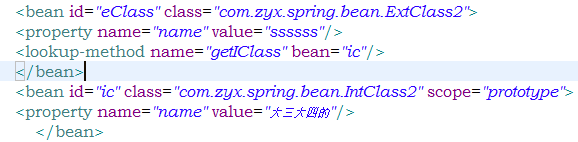 <bean id="eClass" class="com.zyx.spring.bean.ExtClass2">
<property name="name" value="ssssss"/>
<lookup-method name="getIClass" bean="ic"/>
</bean>
<bean id="ic" class="com.zyx.spring.bean.IntClass2" scope="prototype">
<property name="name" value="大三大四的"/>
</bean>